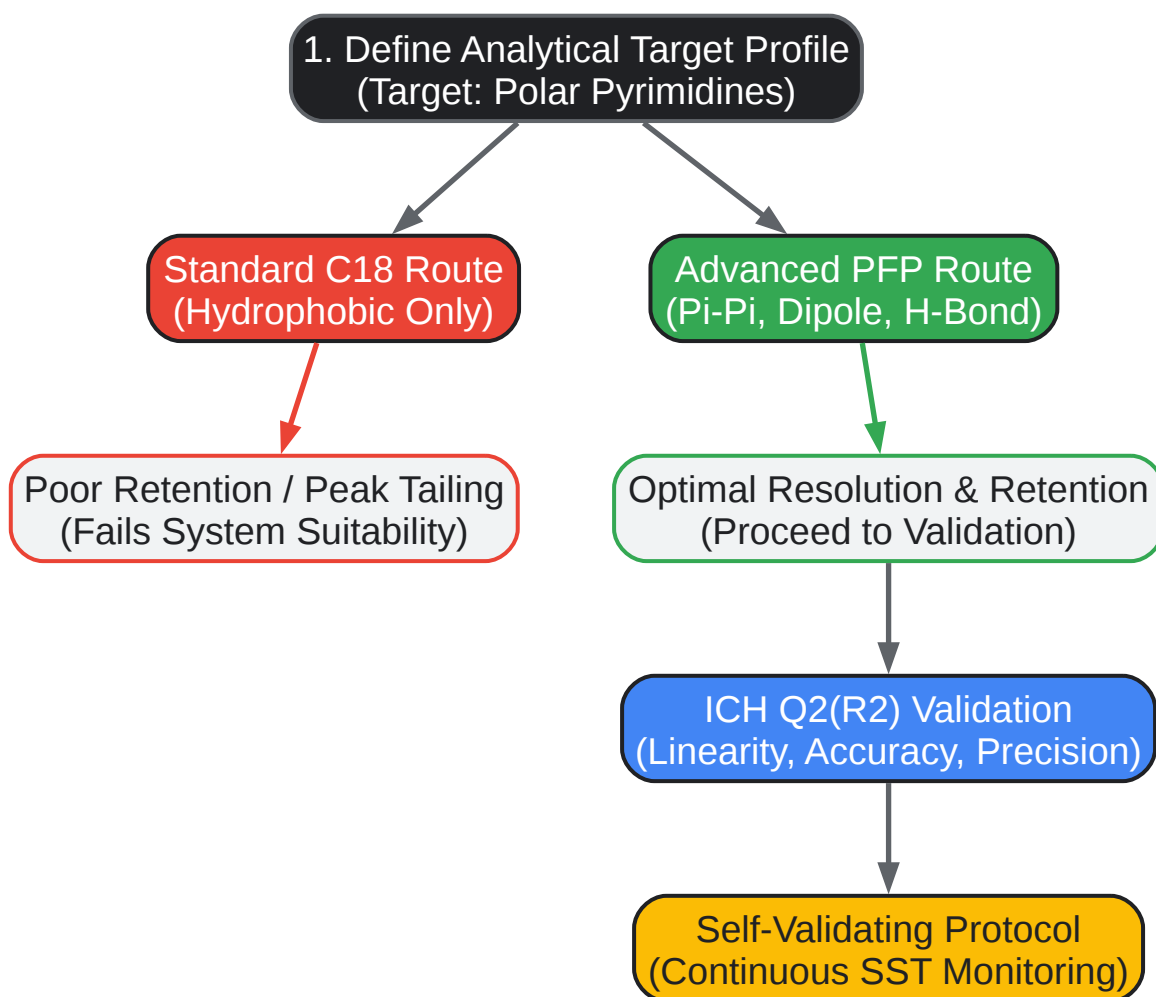 1. Define Analytical Target Profile
(Target: Polar Pyrimidines)
Standard C18 Route
(Hydrophobic Only)
Advanced PFP Route
(Pi-Pi, Dipole, H-Bond)
Poor Retention / Peak Tailing
(Fails System Suitability)
Optimal Resolution & Retention
(Proceed to Validation)
ICH Q2(R2) Validation
(Linearity, Accuracy, Precision)
Self-Validating Protocol
(Continuous SST Monitoring)